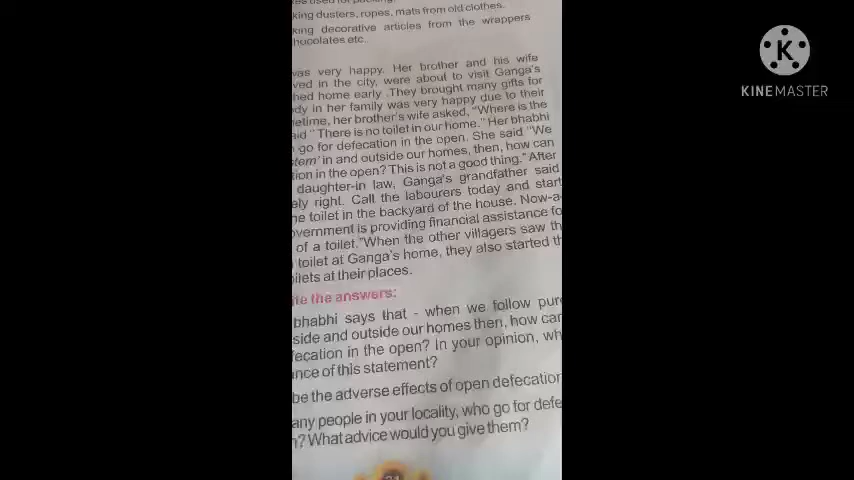 king dusters, ropes, mats from old clothes.
king decorative articles from the wrappers
hucolates etc.
was very happy. Her brother and his wife
ved in the city, were about to visit Ganga's
hed home early .They brought many gifts for
dy in her family was very happy due to their
etime, her brother's wife asked, "Where is the
aid " There is no toilet in our home." Her bhabhi
go for defecation in the open. She said "We
stem' in and outside our homes, then, how can
tion in the open? This is not a good thing." After
daughter-in law, Ganga's grandfather said
ely right. Call the labourers today and start
he toilet in the backyard of the house. Now-a-
overnment is providing financial assistance fo
of a toilet."When the other villagers saw th
toilet at Ganga's home, they also started th
oilets at their places.
ite the answers:
bhabhi says that - when we follow pur
side and outside our homes then, how can
fecation in the open? In your opinion, wh
nce of this statement?
be the adverse effects of open defecation
any people in your locality, who go for defe
n? What advice would you give them?
KINEMASTER